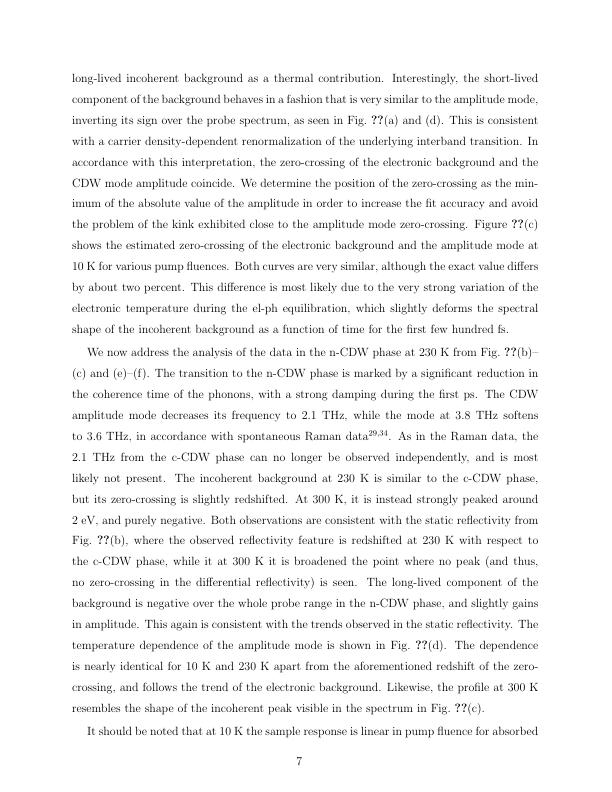 long-lived incoherent background as a thermal contribution. Interestingly, the short-lived
component of the background behaves in a fashion that is very similar to the amplitude mode,
inverting its sign over the probe spectrum, as seen in Fig. ??(a) and (d). This is consistent
with a carrier density-dependent renormalization of the underlying interband transition. In
accordance with this interpretation, the zero-crossing of the electronic background and the
CDW mode amplitude coincide. We determine the position of the zero-crossing as the min-
imum of the absolute value of the amplitude in order to increase the fit accuracy and avoid
the problem of the kink exhibited close to the amplitude mode zero-crossing. Figure ??(c)
shows the estimated zero-crossing of the electronic background and the amplitude mode at
10 K for various pump fluences. Both curves are very similar, although the exact value differs
by about two percent. This difference is most likely due to the very strong variation of the
electronic temperature during the el-ph equilibration, which slightly deforms the spectral
shape of the incoherent background as a function of time for the first few hundred fs.
We now address the analysis of the data in the n-CDW phase at 230 K from Fig. ??(b)–
(c) and (e)–(f). The transition to the n-CDW phase is marked by a significant reduction in
the coherence time of the phonons, with a strong damping during the first ps. The CDW
amplitude mode decreases its frequency to 2.1 THz, while the mode at 3.8 THz softens
to 3.6 THz, in accordance with spontaneous Raman data29,34. As in the Raman data, the
2.1 THz from the c-CDW phase can no longer be observed independently, and is most
likely not present. The incoherent background at 230 K is similar to the c-CDW phase,
but its zero-crossing is slightly redshifted. At 300 K, it is instead strongly peaked around
2 eV, and purely negative. Both observations are consistent with the static reflectivity from
Fig. ??(b), where the observed reflectivity feature is redshifted at 230 K with respect to
the c-CDW phase, while it at 300 K it is broadened the point where no peak (and thus,
no zero-crossing in the differential reflectivity) is seen. The long-lived component of the
background is negative over the whole probe range in the n-CDW phase, and slightly gains
in amplitude. This again is consistent with the trends observed in the static reflectivity. The
temperature dependence of the amplitude mode is shown in Fig. ??(d). The dependence
is nearly identical for 10 K and 230 K apart from the aforementioned redshift of the zero-
crossing, and follows the trend of the electronic background. Likewise, the profile at 300 K
resembles the shape of the incoherent peak visible in the spectrum in Fig. ??(c).
It should be noted that at 10 K the sample response is linear in pump fluence for absorbed
7